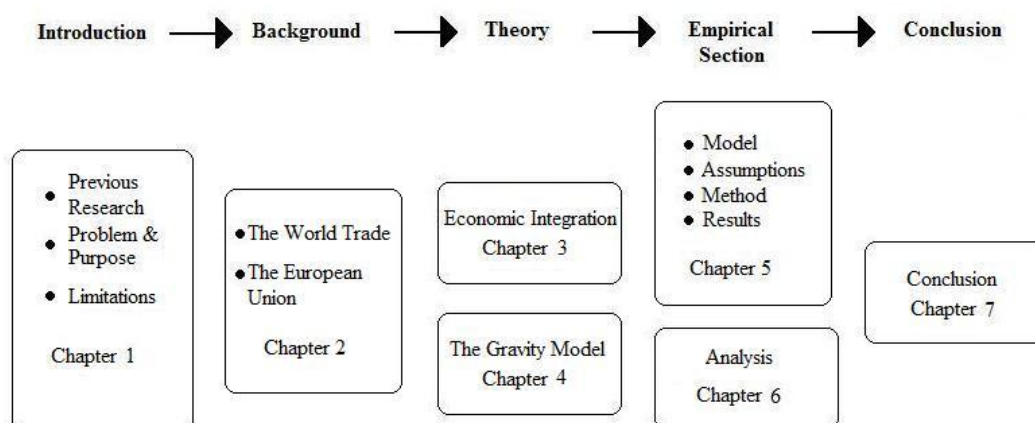 Introduction
Background
Theory
Empirical
Section
Conclusion
Previous
Research
Problem &
Purpose
Limitations
Chapter 1
The World Trade
The European
Union
Chapter 2
Economic Integration
Chapter 3
The Gravity Model
Chapter 4
Model
Assumptions
Method
Results
Chapter 5
Analysis
Chapter 6
Conclusion
Chapter 7